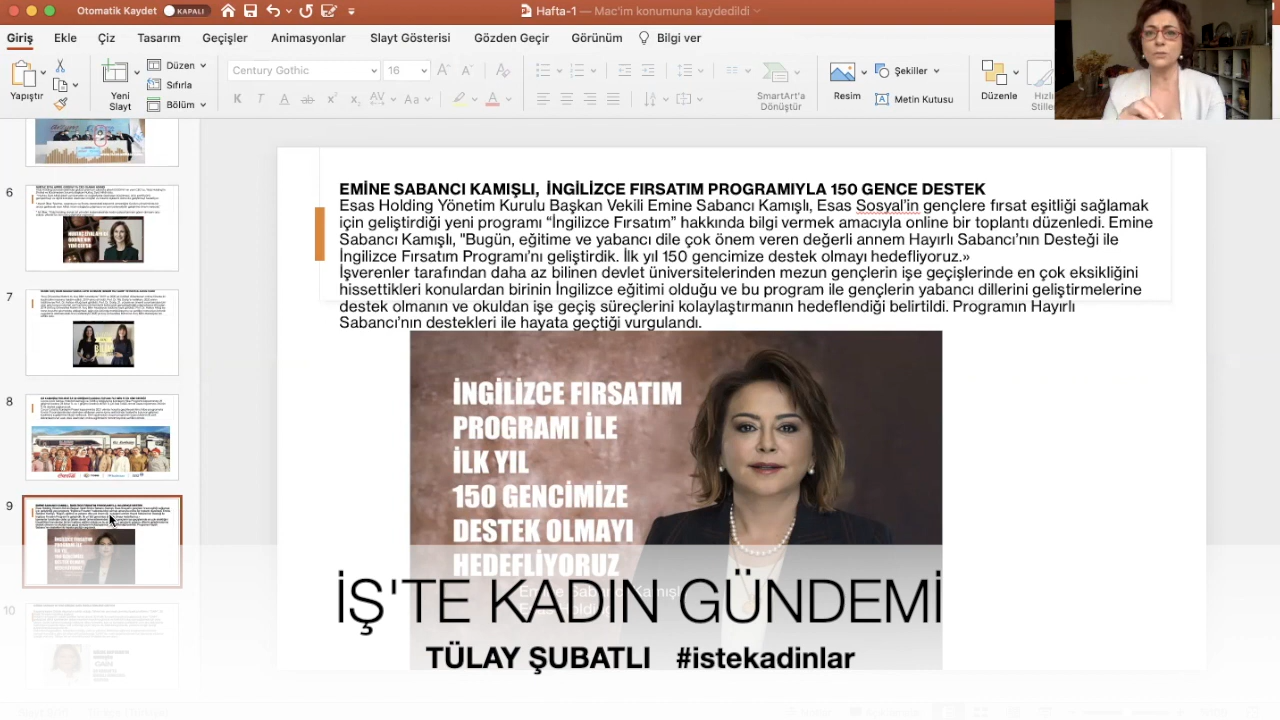 Otomatik Kaydet KAPALI Hafta-1 — Mac'im konumuna kaydedildi
Giriş Ekle Çiz Tasarım Geçişler Animasyonlar Slayt Gösterisi Gözden Geçir Görünüm Bilgi ver
Yapıştır Yeni Slayt Düzen Sıfırla Bölüm Century Gothic 16 SmartArt'a Dönüştür Resim Şekiller Metin Kutusu Düzenle Hızlı Stiller
6
7
8
9
10
EMİNE SABANCI KAMIŞLI, İNGİLİZCE FIRSATIM PROGRAMIYLA 150 GENCE DESTEK
Esas Holding Yönetim Kurulu Başkan Vekili Emine Sabancı Kamışlı, Esas Sosyal'in gençlere fırsat eşitliği sağlamak
için geliştirdiği yeni program "İngilizce Fırsatım" hakkında bilgi vermek amacıyla online bir toplantı düzenledi. Emine
Sabancı Kamışlı, "Bugün, eğitime ve yabancı dile çok önem veren değerli annem Hayırlı Sabancı'nın Desteği ile
İngilizce Fırsatım Programı'nı geliştirdik. İlk yıl 150 gencimize destek olmayı hedefliyoruz.»
İşverenler tarafından daha az bilinen devlet üniversitelerinden mezun gençlerin işe geçişlerinde en çok eksikliğini
hissettikleri konulardan birinin İngilizce eğitimi olduğu ve bu program ile gençlerin yabancı dillerini geliştirmelerine
destek olmanın ve okuldan işe geçiş süreçlerini kolaylaştırmanın hedeflendiği belirtildi. Programın Hayırlı
Sabancı'nın destekleri ile hayata geçtiği vurgulandı.
İNGİLİZCE FIRSATIM
PROGRAMI İLE
İLK YIL
150 GENCİMİZE
DESTEK OLMAYI
HEDEFLİYORUZ
Emine Sabancı Kamışlı
İŞ'TE KADIN GÜNDEMİ
TÜLAY ŞUBATLI #istekadinlar